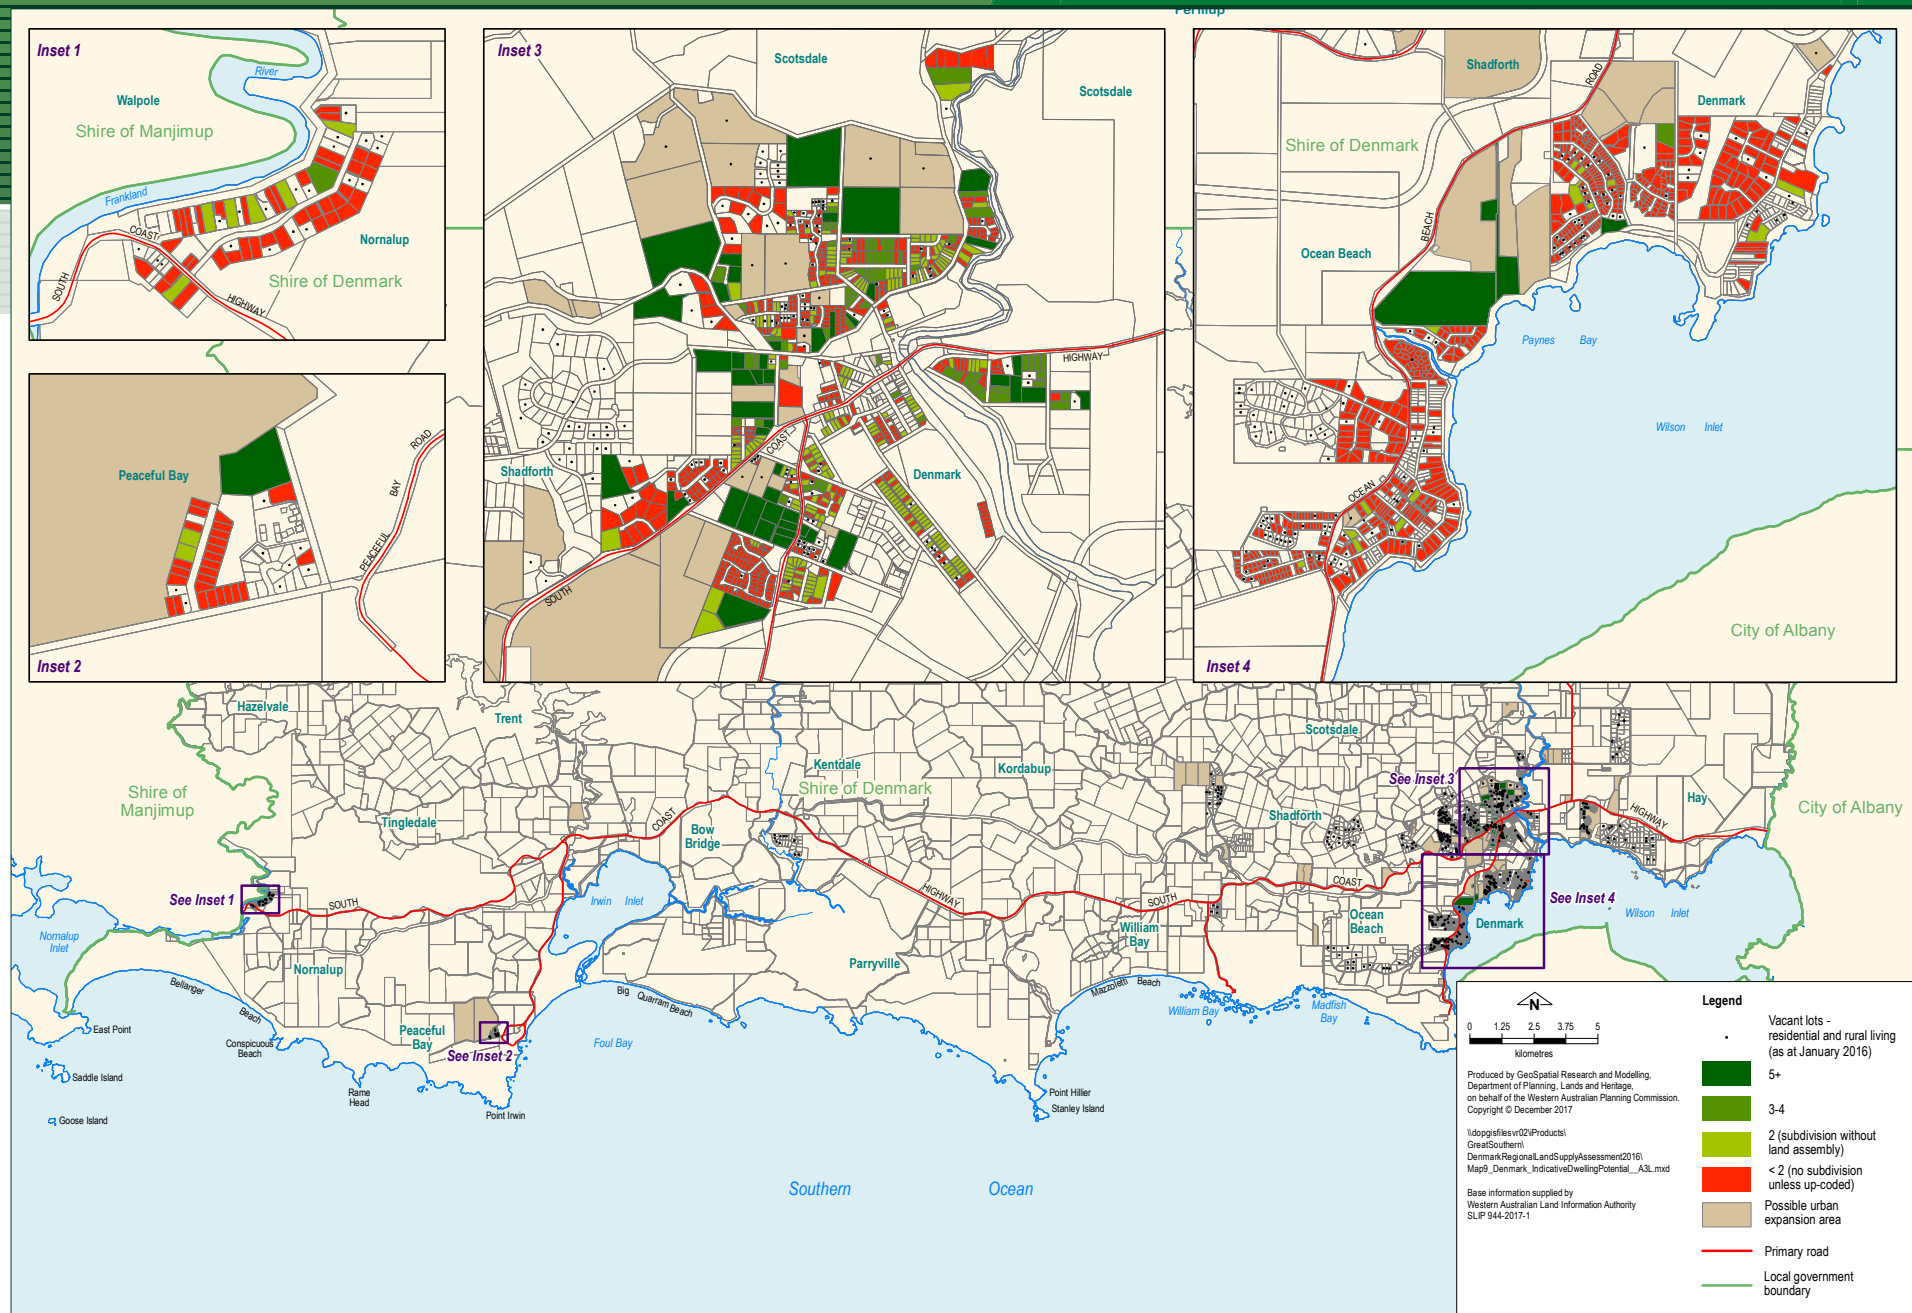 Permup
Inset 1
River
Walpole
Shire of Manjimup
Frankland
COAST
Nornalup
SOUTH
Shire of Denmark
HIGHWAY
Peaceful Bay
ROAD
BAY
PEACEFUL
Inset 2
Inset 3
Scotsdale
Scotsdale
HIGHWAY
COAST
Shadforth
Denmark
SOUTH
Shadforth
ROAD
Denmark
Shire of Denmark
BEACH
Ocean Beach
Paynes Bay
Wilson Inlet
OCEAN
City of Albany
Inset 4
Hazelvale
Trent
Scotsdale
Kentdale
Kordabup
See Inset 3
Shire of Denmark
Shire of
Manjimup
Hay
City of Albany
HIGHWAY
Tingledale
COAST
Bow
Bridge
Shadforth
COAST
See Inset 1
SOUTH
Irwin Inlet
HIGHWAY
SOUTH
See Inset 4
Ocean
Beach
Wilson Inlet
Denmark
William
Bay
Nornalup
Inlet
Nornalup
Parryville
Bellanger
Beach
Big Quarram Beach
Mazzoletti Beach
William Bay
Madfish
Bay
East Point
Conspicuous
Beach
Peaceful
Bay
See Inset 2
Foul Bay
Saddle Island
Rame
Head
Point Hillier
Goose Island
Point Irwin
Stanley Island
Southern Ocean
N
0 1.25 2.5 3.75 5
kilometres
Produced by GeoSpatial Research and Modelling,
Department of Planning, Lands and Heritage,
on behalf of the Western Australian Planning Commission.
Copyright © December 2017
\\dopgisfilesvr02\Products\
GreatSouthern\
DenmarkRegionalLandSupplyAssessment2016\
Map9_Denmark_IndicativeDwellingPotential__A3L.mxd
Base information supplied by
Western Australian Land Information Authority
SLIP 944-2017-1
Legend
Vacant lots -
residential and rural living
(as at January 2016)
5+
3-4
2 (subdivision without
land assembly)
< 2 (no subdivision
unless up-coded)
Possible urban
expansion area
Primary road
Local government
boundary